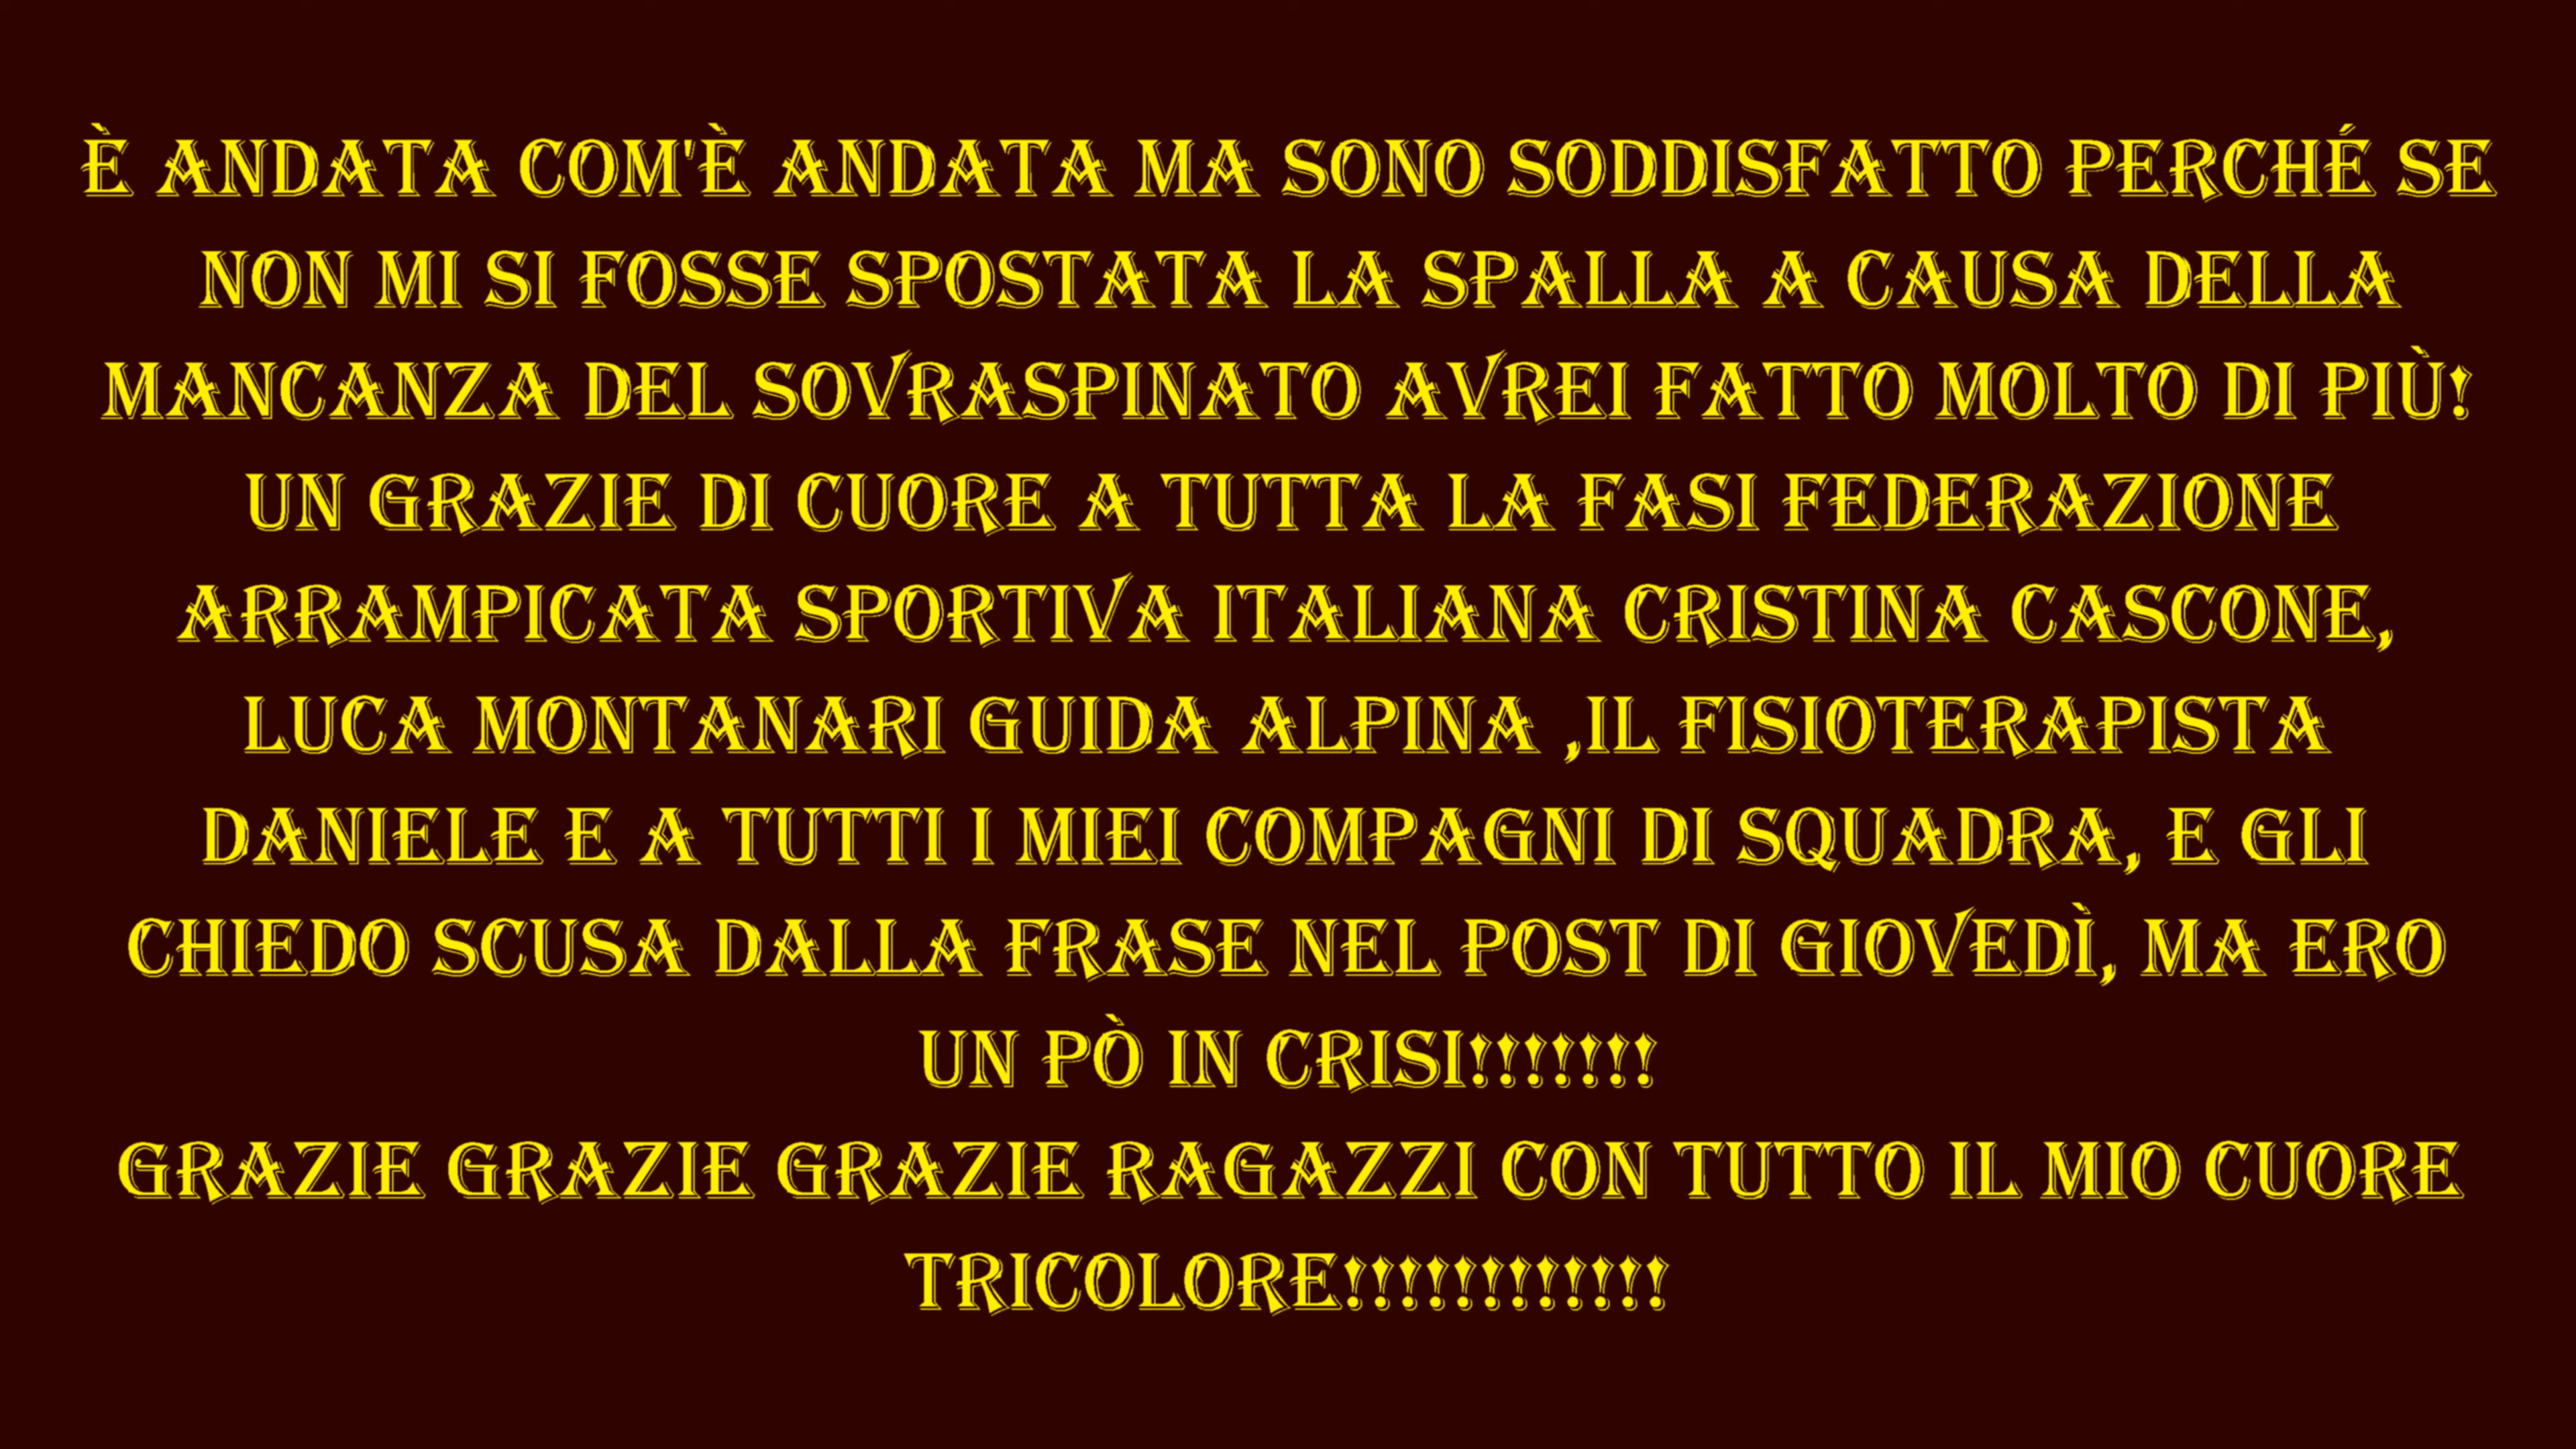 È ANDATA COM'È ANDATA MA SONO SODDISFATTO PERCHÉ SE
NON MI SI FOSSE SPOSTATA LA SPALLA A CAUSA DELLA
MANCANZA DEL SOVRASPINATO AVREI FATTO MOLTO DI PIÙ!
UN GRAZIE DI CUORE A TUTTA LA FASI FEDERAZIONE
ARRAMPICATA SPORTIVA ITALIANA CRISTINA CASCONE,
LUCA MONTANARI GUIDA ALPINA ,IL FISIOTERAPISTA
DANIELE E A TUTTI I MIEI COMPAGNI DI SQUADRA, E GLI
CHIEDO SCUSA DALLA FRASE NEL POST DI GIOVEDÌ, MA ERO
UN PÒ IN CRISI!!!!!!!
GRAZIE GRAZIE GRAZIE RAGAZZI CON TUTTO IL MIO CUORE
TRICOLORE!!!!!!!!!!!!